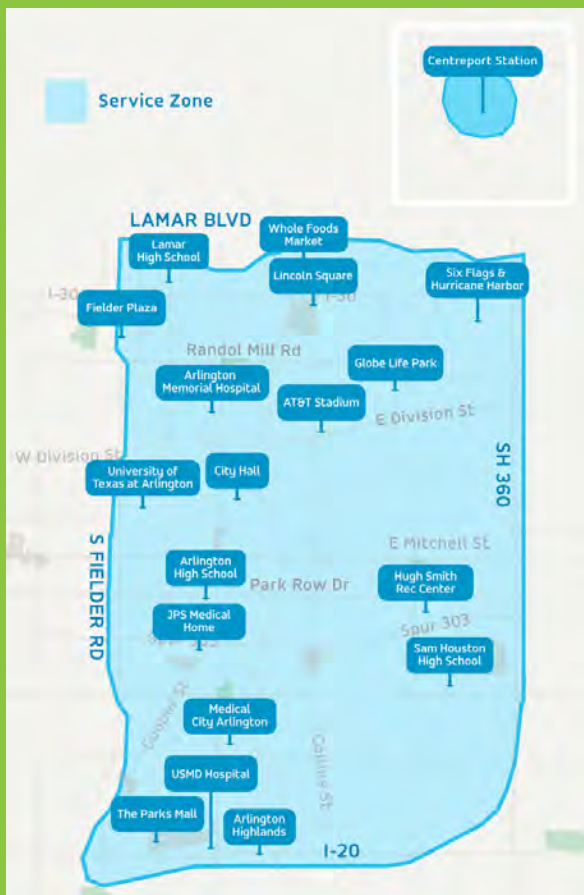 Centreport Station
Service Zone
LAMAR BLVD
Whole Foods
Market
Lamar
High School
Lincoln Square
Six Flags &
Hurricane Harbor
I-30
I-30
Fielder Plaza
Randol Mill Rd
Globe Life Park
Arlington
Memorial Hospital
AT&T Stadium
E Division St
W Division St
SH 360
University of
Texas at Arlington
City Hall
S FIELDER RD
E Mitchell St
Arlington
High School
Park Row Dr
Hugh Smith
Rec Center
JPS Medical
Home
Spur 303
Spur 303
Sam Houston
High School
Cooper St
Medical
City Arlington
Collins St
USMD Hospital
The Parks Mall
Arlington
Highlands
I-20